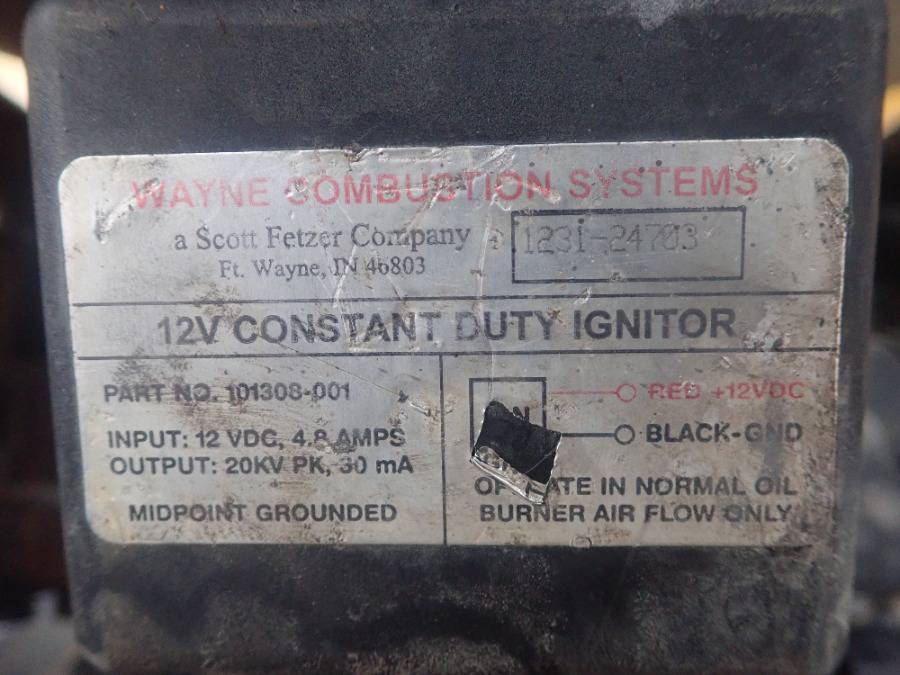 WAYNE COMBUSTION SYSTEMS
a Scott Fetzer Company
1231-24703
Ft. Wayne, IN 46803
12V CONSTANT DUTY IGNITOR
PART NO. 101308-001
INPUT: 12 VDC, 4.8 AMPS
OUTPUT: 20KV PK, 30 mA
MIDPOINT GROUNDED
RED +12VDC
BLACK-GND
IN NORMAL OIL
BURNER AIR FLOW ONLY